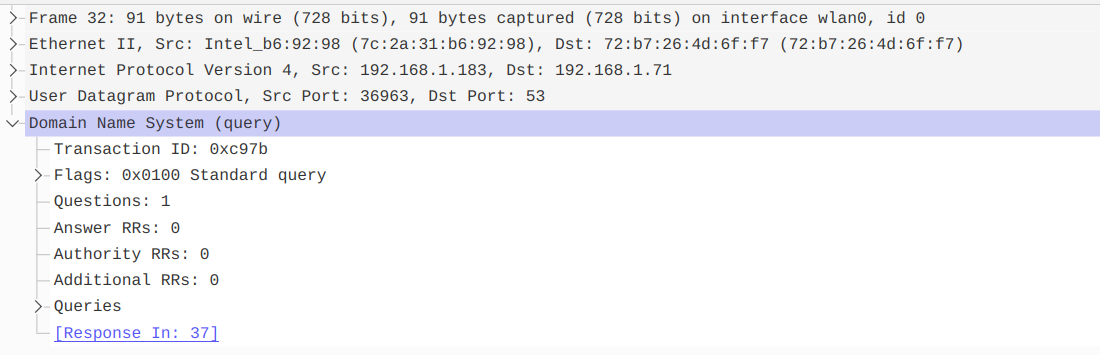 Frame 32: 91 bytes on wire (728 bits), 91 bytes captured (728 bits) on interface wlan0, id 0
Ethernet II, Src: Intel_b6:92:98 (7c:2a:31:b6:92:98), Dst: 72:b7:26:4d:6f:f7 (72:b7:26:4d:6f:f7)
Internet Protocol Version 4, Src: 192.168.1.183, Dst: 192.168.1.71
User Datagram Protocol, Src Port: 36963, Dst Port: 53
Domain Name System (query)
Transaction ID: 0xc97b
Flags: 0x0100 Standard query
Questions: 1
Answer RRs: 0
Authority RRs: 0
Additional RRs: 0
Queries
[Response In: 37]